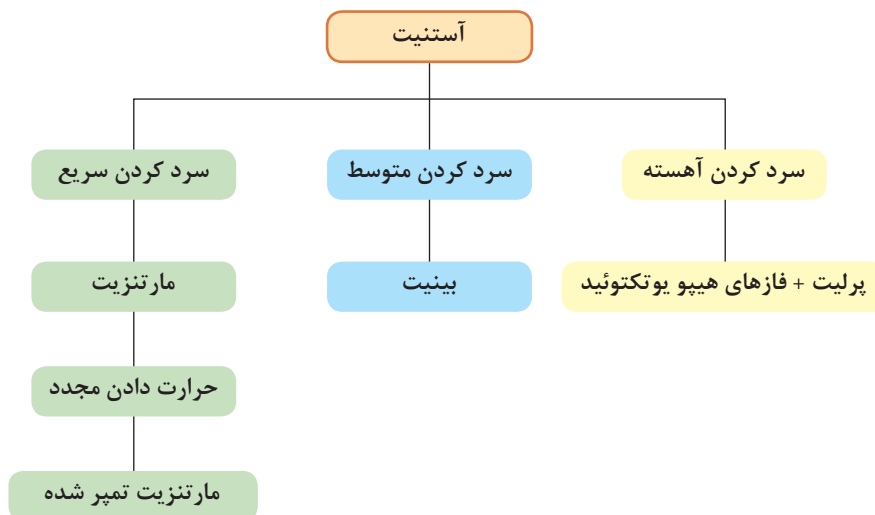 آستنیت
سرد کردن آهسته
سرد کردن متوسط
سرد کردن سریع
پرلیت + فازهای هیپو یوتکتوئید
بینیت
مارتنزیت
حرارت دادن مجدد
مارتنزیت تمپر شده